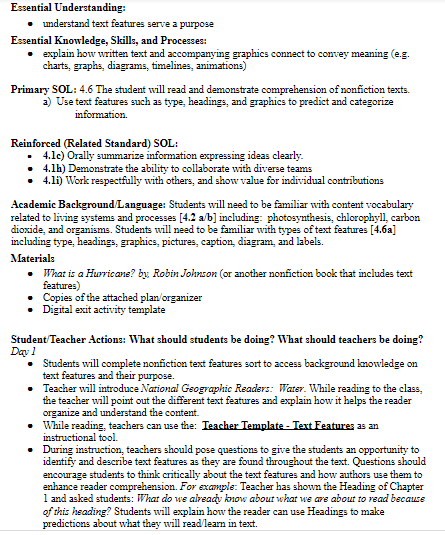 Essential Understanding:
• understand text features serve a purpose
Essential Knowledge, Skills, and Processes:
• explain how written text and accompanying graphics connect to convey meaning (e.g.
charts, graphs, diagrams, timelines, animations)
Primary SOL: 4.6 The student will read and demonstrate comprehension of nonfiction texts.
a) Use text features such as type, headings, and graphics to predict and categorize
information.
Reinforced (Related Standard) SOL:
• 4.1c) Orally summarize information expressing ideas clearly.
• 4.1h) Demonstrate the ability to collaborate with diverse teams
• 4.1i) Work respectfully with others, and show value for individual contributions
Academic Background/Language: Students will need to be familiar with content vocabulary
related to living systems and processes [4.2 a/b] including: photosynthesis, chlorophyll, carbon
dioxide, and organisms. Students will need to be familiar with types of text features [4.6a]
including type, headings, graphics, pictures, caption, diagram, and labels.
Materials
• What is a Hurricane? by, Robin Johnson (or another nonfiction book that includes text
features)
• Copies of the attached plan/organizer
• Digital exit activity template
Student/Teacher Actions: What should students be doing? What should teachers be doing?
Day 1
• Students will complete nonfiction text features sort to access background knowledge on
text features and their purpose.
• Teacher will introduce National Geographic Readers: Water. While reading to the class,
the teacher will point out the different text features and explain how it helps the reader
organize and understand the content.
• While reading, teachers can use the: Teacher Template - Text Features as an
instructional tool.
• During instruction, teachers should pose questions to give the students an opportunity to
identify and describe text features as they are found throughout the text. Questions should
encourage students to think critically about the text features and how authors use them to
enhance reader comprehension. For example: Teacher has shown the Heading of Chapter
1 and asked students: What do we already know about what we are about to read because
of this heading? Students will explain how the reader can use Headings to make
predictions about what they will read/learn in text.